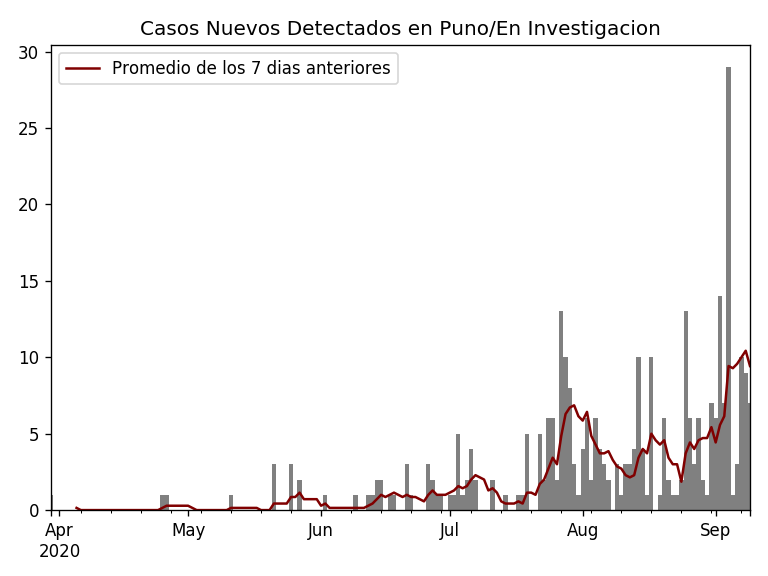 Casos Nuevos Detectados en Puno/En Investigacion
Promedio de los 7 dias anteriores
30
25
20
15
10
5
0
Apr
2020
May
Jun
Jul
Aug
Sep